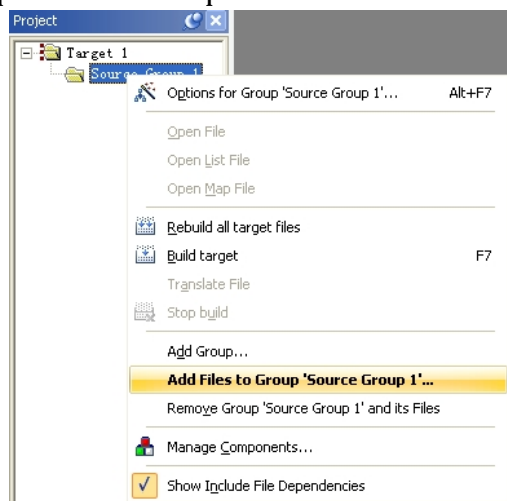 Project
Target 1
Source Group 1
Options for Group 'Source Group 1'... Alt+F7
Open File
Open List File
Open Map File
Rebuild all target files
Build target F7
Translate File
Stop build
Add Group...
Add Files to Group 'Source Group 1'...
Remove Group 'Source Group 1' and its Files
Manage Components...
Show Include File Dependencies